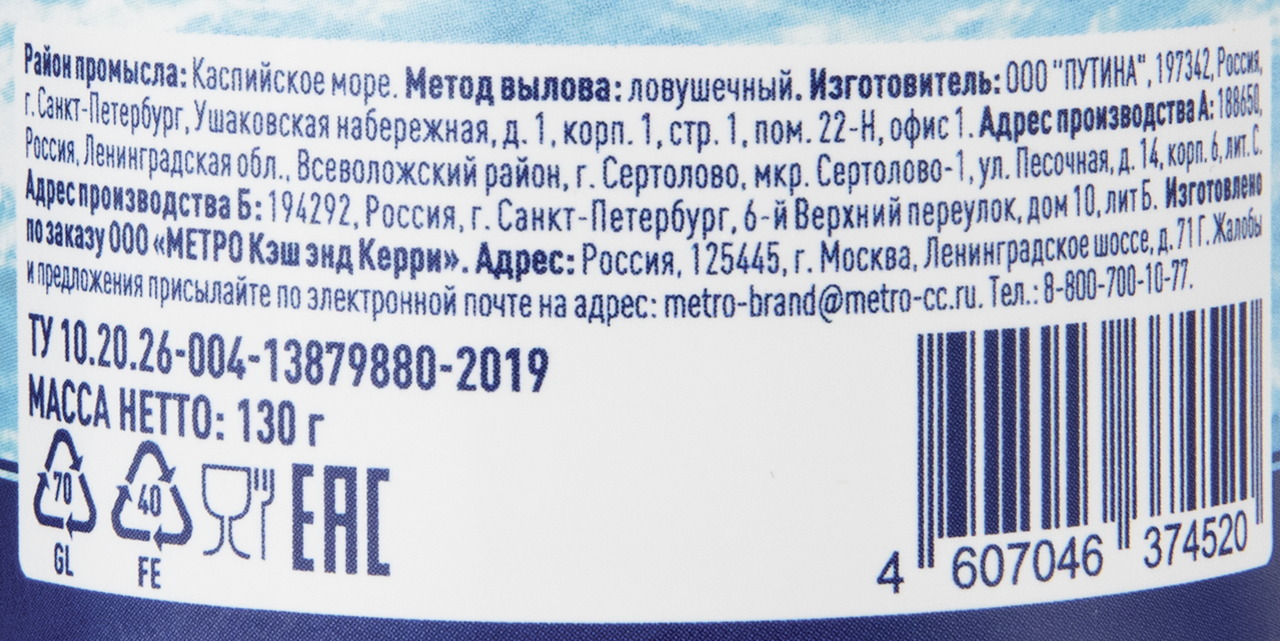 Район промысла: Каспийское море. Метод вылова: ловушечный. Изготовитель: ООО "ПУТИНА", 197342, Россия,
г. Санкт-Петербург, Ушаковская набережная, д. 1, корп. 1, стр. 1, пом. 22-Н, офис 1. Адрес производства А: 188650,
Россия, Ленинградская обл., Всеволожский район, г. Сертолово, мкр. Сертолово-1, ул. Песочная, д. 14, корп. 6, лит. С.
Адрес производства Б: 194292, Россия, г. Санкт-Петербург, 6-й Верхний переулок, дом 10, лит Б. Изготовлено
по заказу ООО «МЕТРО Кэш энд Керри». Адрес: Россия, 125445, г. Москва, Ленинградское шоссе, д. 71 Г. Жалобы
и предложения присылайте по электронной почте на адрес: metro-brand@metro-cc.ru. Тел.: 8-800-700-10-77.
ТУ 10.20.26-004-13879880-2019
МАССА НЕТТО: 130 г
70 40 EAC
GL FE
4 607046 374520